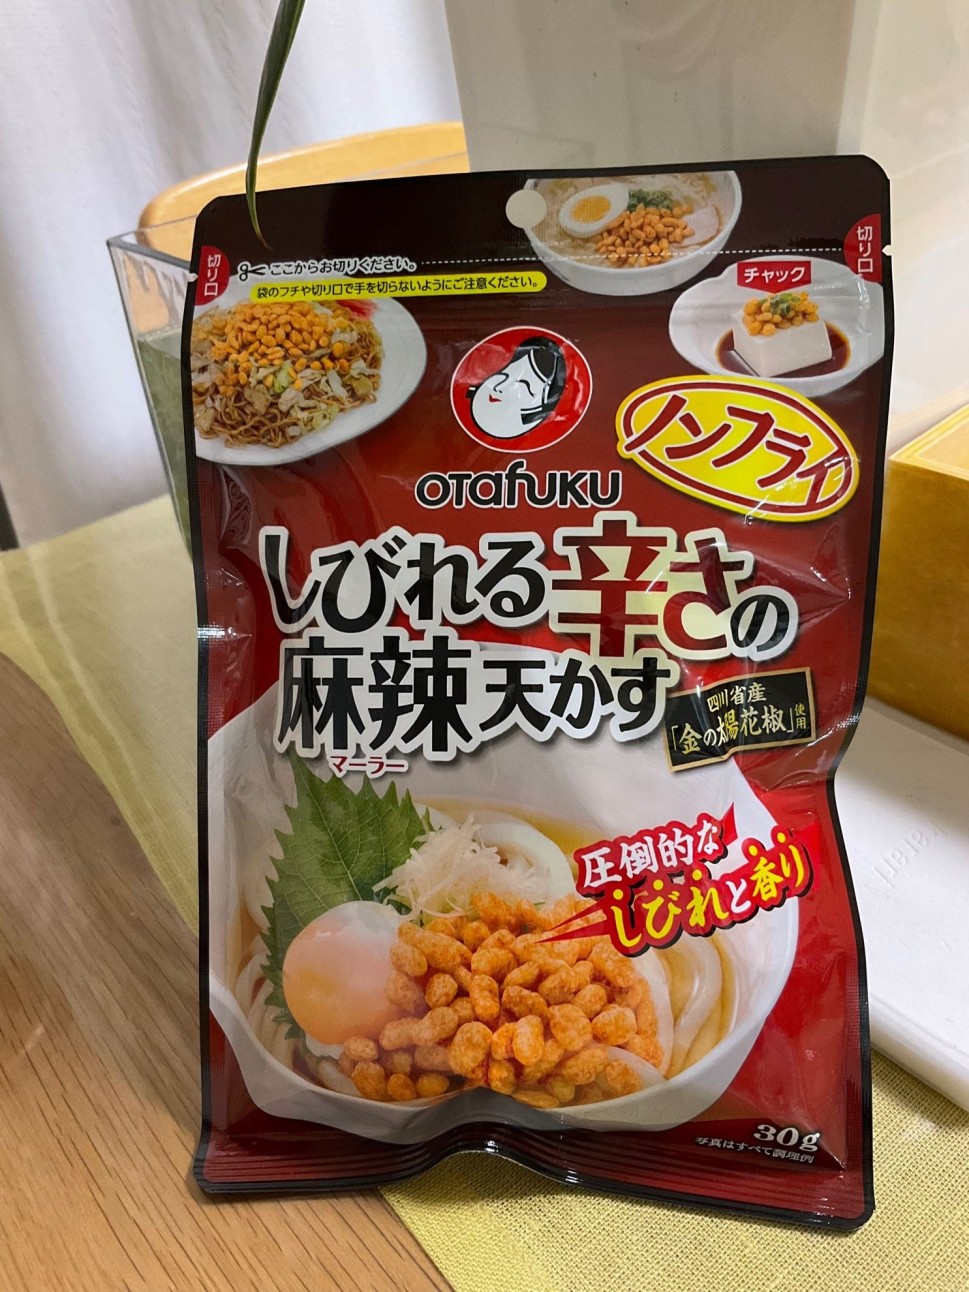 切り口
ここからお切りください。
袋のフチや切り口で手を切らないようにご注意ください。
切り口
チャック
OTaFUKU
ノンフライ
しびれる辛さの
麻辣天かす
マーラー
四川省産
「金の太陽花椒」使用
圧倒的な
しびれと香り
30g
写真はすべて調理例